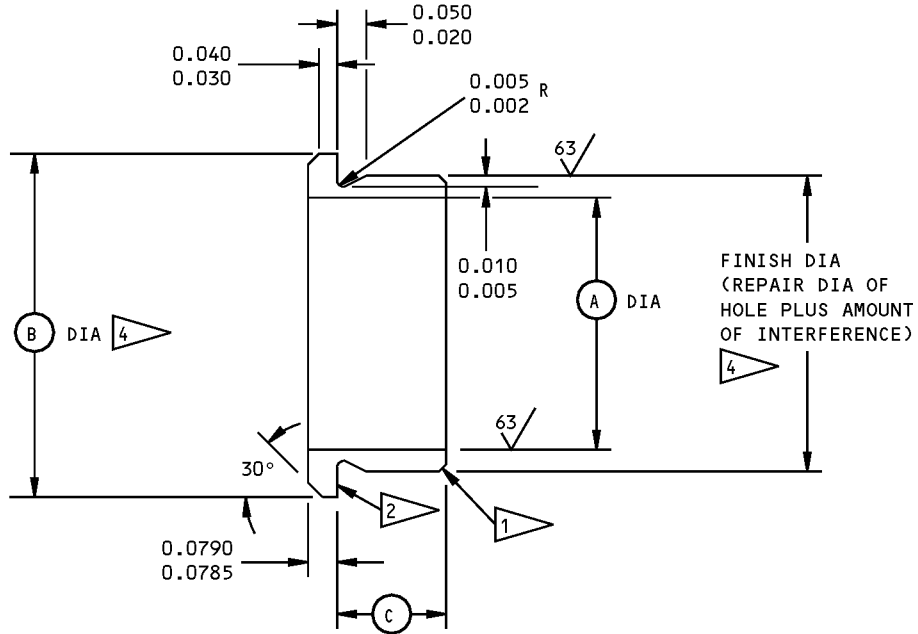 0.050
0.020
0.040
0.030
0.005 R
0.002
63
0.010
0.005
A DIA
FINISH DIA
(REPAIR DIA OF
HOLE PLUS AMOUNT
OF INTERFERENCE)
4
B DIA 4
63
30°
2
1
0.0790
0.0785
C